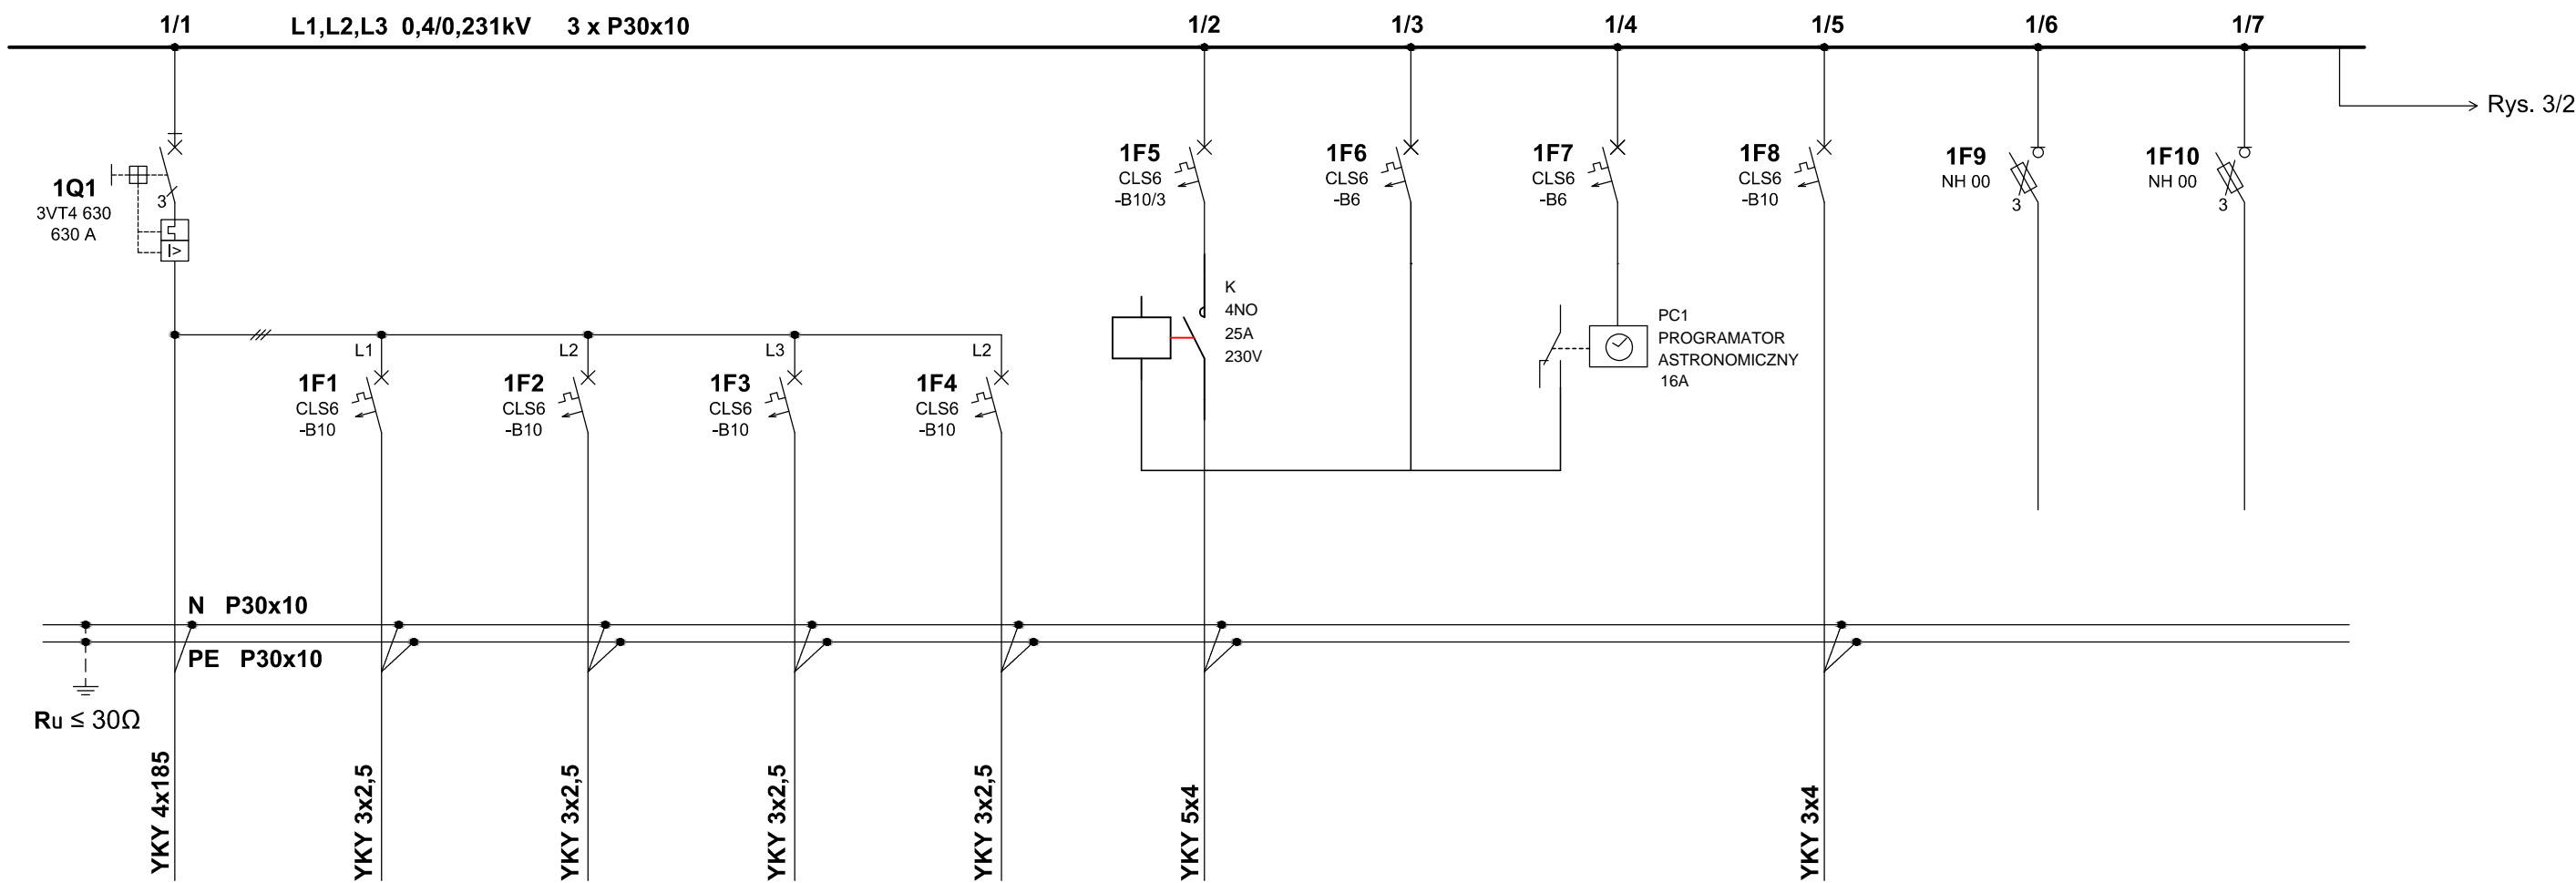 1/1
L1,L2,L3 0,4/0,231kV 3 x P30x10
1/2
1/3
1/4
1/5
1/6
1/7
Rys. 3/2
1Q1
3VT4 630
630 A
3
I>
1F5
CLS6
-B10/3
1F6
CLS6
-B6
1F7
CLS6
-B6
1F8
CLS6
-B10
1F9
NH 00
3
1F10
NH 00
3
K
4NO
25A
230V
PC1
PROGRAMATOR
ASTRONOMICZNY
16A
L1
1F1
CLS6
-B10
L2
1F2
CLS6
-B10
L3
1F3
CLS6
-B10
L2
1F4
CLS6
-B10
N P30x10
PE P30x10
Ru ≤ 30Ω
YKY 4x185
YKY 3x2,5
YKY 3x2,5
YKY 3x2,5
YKY 3x2,5
YKY 5x4
YKY 3x4